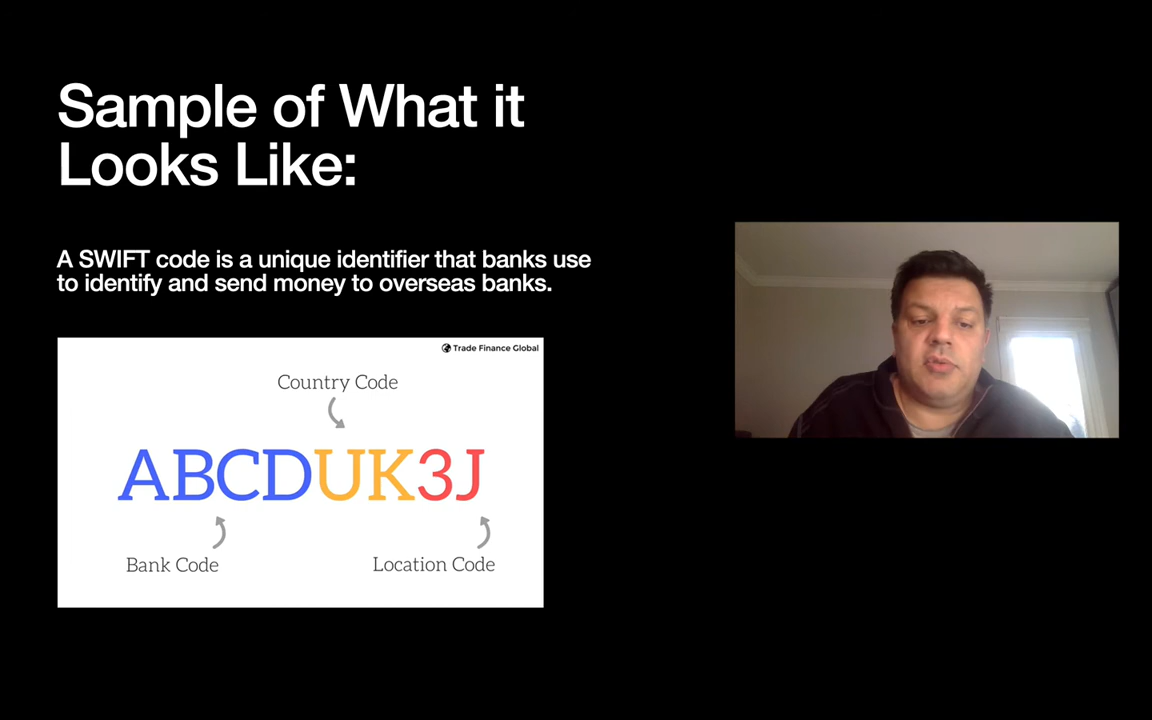 Sample of What it
Looks Like:
A SWIFT code is a unique identifier that banks use
to identify and send money to overseas banks.
Trade Finance Global
Country Code
ABCDUK3J
Bank Code
Location Code